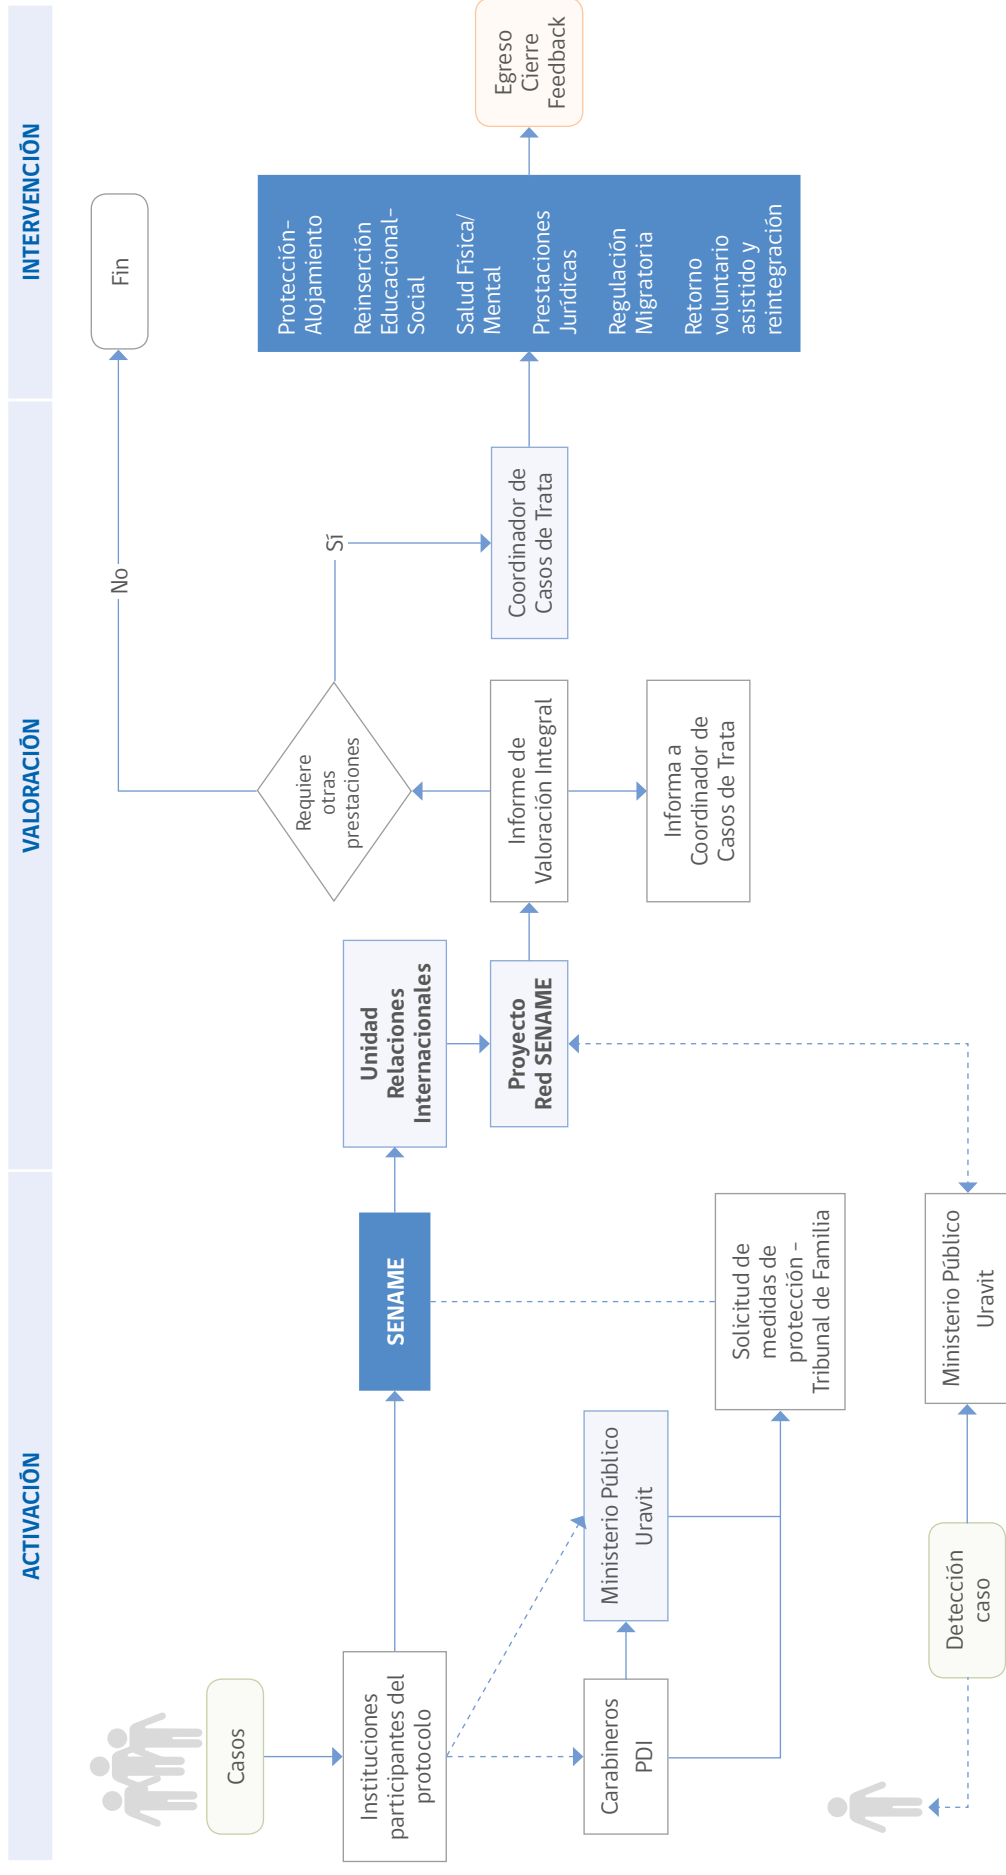 ACTIVACIÓN
VALORACIÓN
INTERVENCIÓN
Casos
Instituciones
participantes del
protocolo
Carabineros
PDI
Ministerio Público
Uravit
SENAME
Solicitud de
medidas de
protección –
Tribunal de Familia
Detección
caso
Ministerio Público
Uravit
Unidad
Relaciones
Internacionales
Proyecto
Red SENAME
Informe de
Valoración Integral
Informa a
Coordinador de
Casos de Trata
Requiere
otras
prestaciones
No
Sí
Coordinador de
Casos de Trata
Fin
Protección–
Alojamiento
Reinserción
Educacional–
Social
Salud Física/
Mental
Prestaciones
Jurídicas
Regulación
Migratoria
Retorno
voluntario
asistido y
reintegración
Egreso
Cierre
Feedback